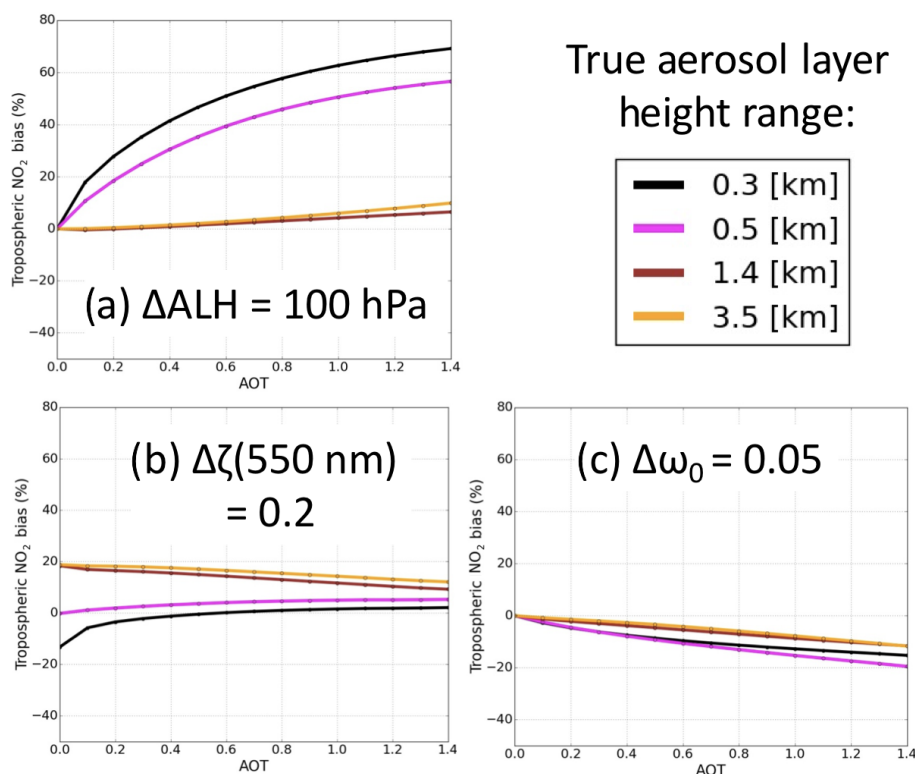 80
60
40
20
0
−20
−40
Tropospheric NO₂ bias (%)
(a) ΔALH = 100 hPa
0.0 0.2 0.4 0.6 0.8 1.0 1.2 1.4
AOT
True aerosol layer
height range:
0.3 [km]
0.5 [km]
1.4 [km]
3.5 [km]
80
60
40
20
0
−20
−40
Tropospheric NO₂ bias (%)
(b) Δζ(550 nm)
= 0.2
0.0 0.2 0.4 0.6 0.8 1.0 1.2 1.4
AOT
80
60
40
20
0
−20
−40
Tropospheric NO₂ bias (%)
(c) Δω₀ = 0.05
0.0 0.2 0.4 0.6 0.8 1.0 1.2 1.4
AOT